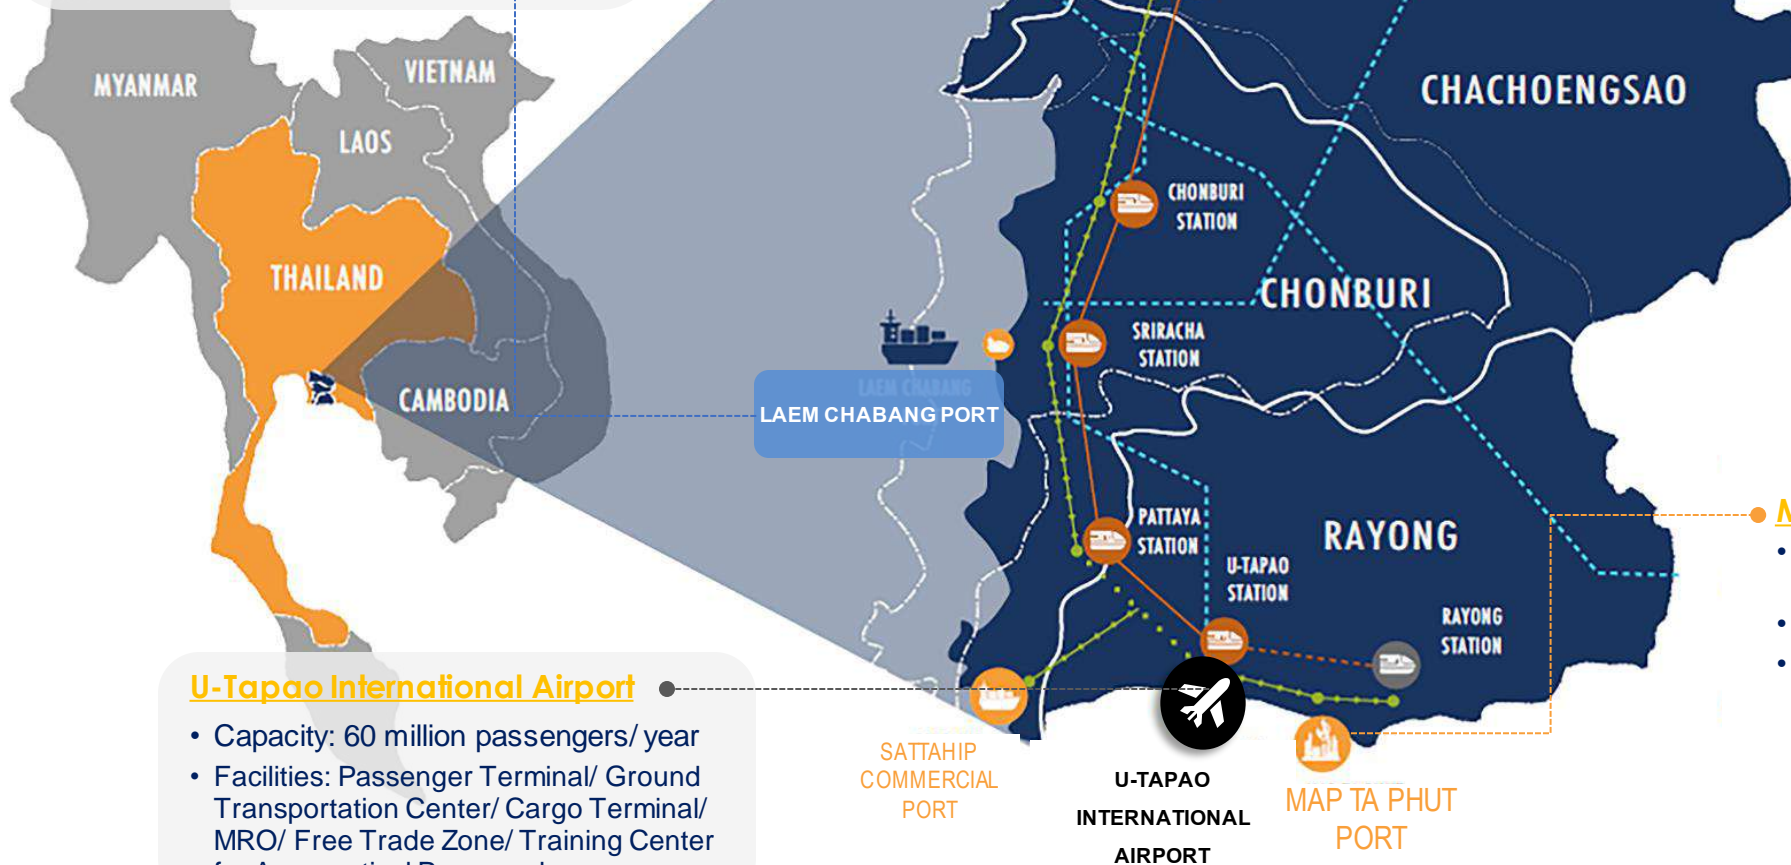 MYANMAR
VIETNAM
LAOS
THAILAND
CAMBODIA
CHACHOENGSAO
CHONBURI
STATION
CHONBURI
SRIRACHA
STATION
LAEM CHABANG
LAEM CHABANG PORT
PATTAYA
STATION
RAYONG
U-TAPAO
STATION
RAYONG
STATION
U-Tapao International Airport
• Capacity: 60 million passengers/ year
• Facilities: Passenger Terminal/ Ground
Transportation Center/ Cargo Terminal/
MRO/ Free Trade Zone/ Training Center
SATTAHIP
COMMERCIAL
PORT
U-TAPAO
INTERNATIONAL
AIRPORT
MAP TA PHUT
PORT